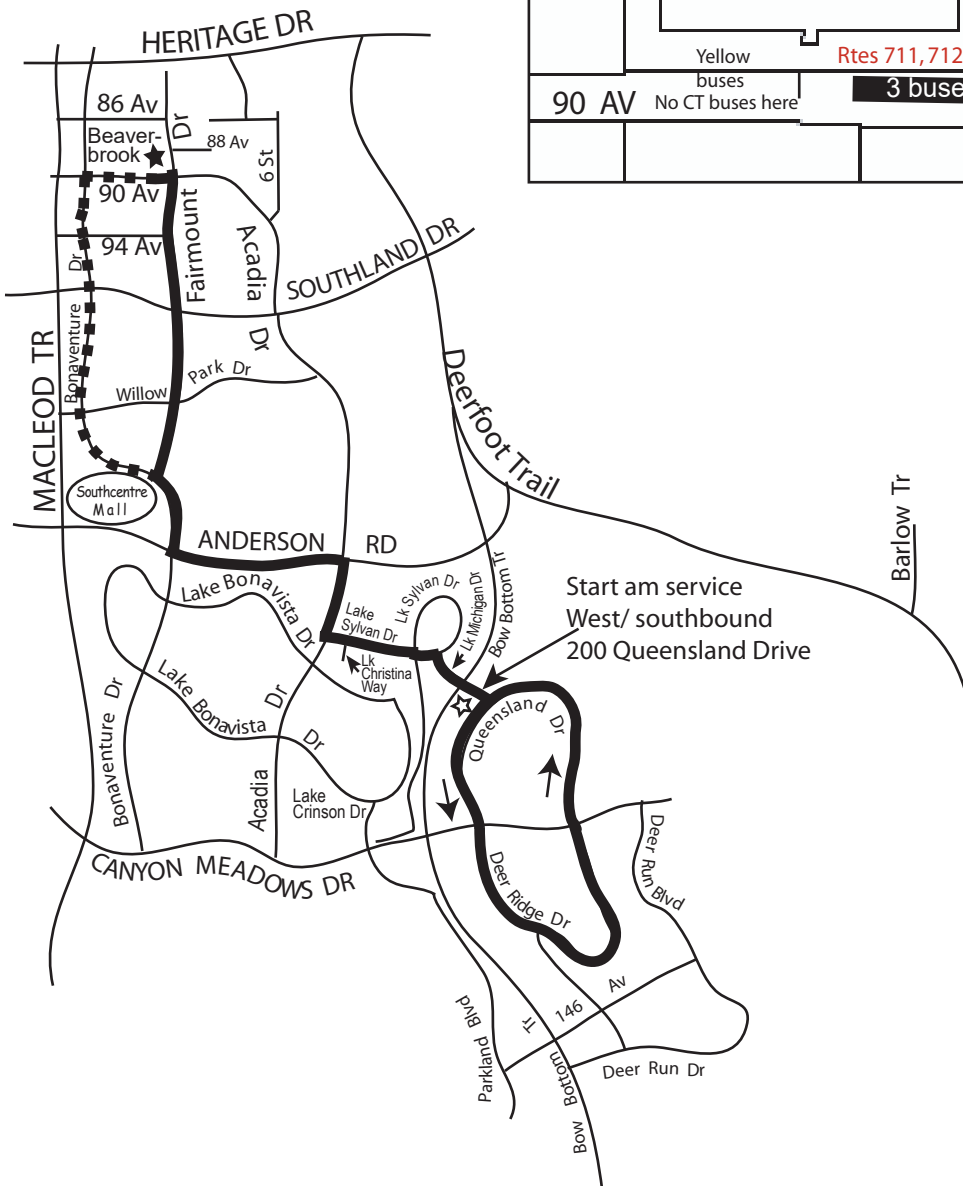 HERITAGE DR
Yellow
buses
No CT buses here
Rtes 711, 712
3 buse
90 AV
86 Av
Dr
Beaver-
brook
88 Av
6 St
90 Av
Fairmount
Acadia
Dr
94 Av
SOUTHLAND DR
Bonaventure
Dr
MACLEOD TR
Willow Park Dr
Deerfoot Trail
Southcentre
Mall
Barlow Tr
ANDERSON RD
Lake Bonavista Dr
Lake
Sylvan Dr
Lk Sylvan Dr
Lk Michigan Dr
Bow Bottom Tr
Start am service
West/ southbound
200 Queensland Drive
Lk
Christina
Way
Lake Bonavista Dr
Bonaventure Dr
Acadia Dr
Queensland Dr
Lake
Crinson Dr
CANYON MEADOWS DR
Deer Ridge Dr
Deer Run Blvd
146 Av
Parkland Blvd
Bow Bottom Tr
Deer Run Dr